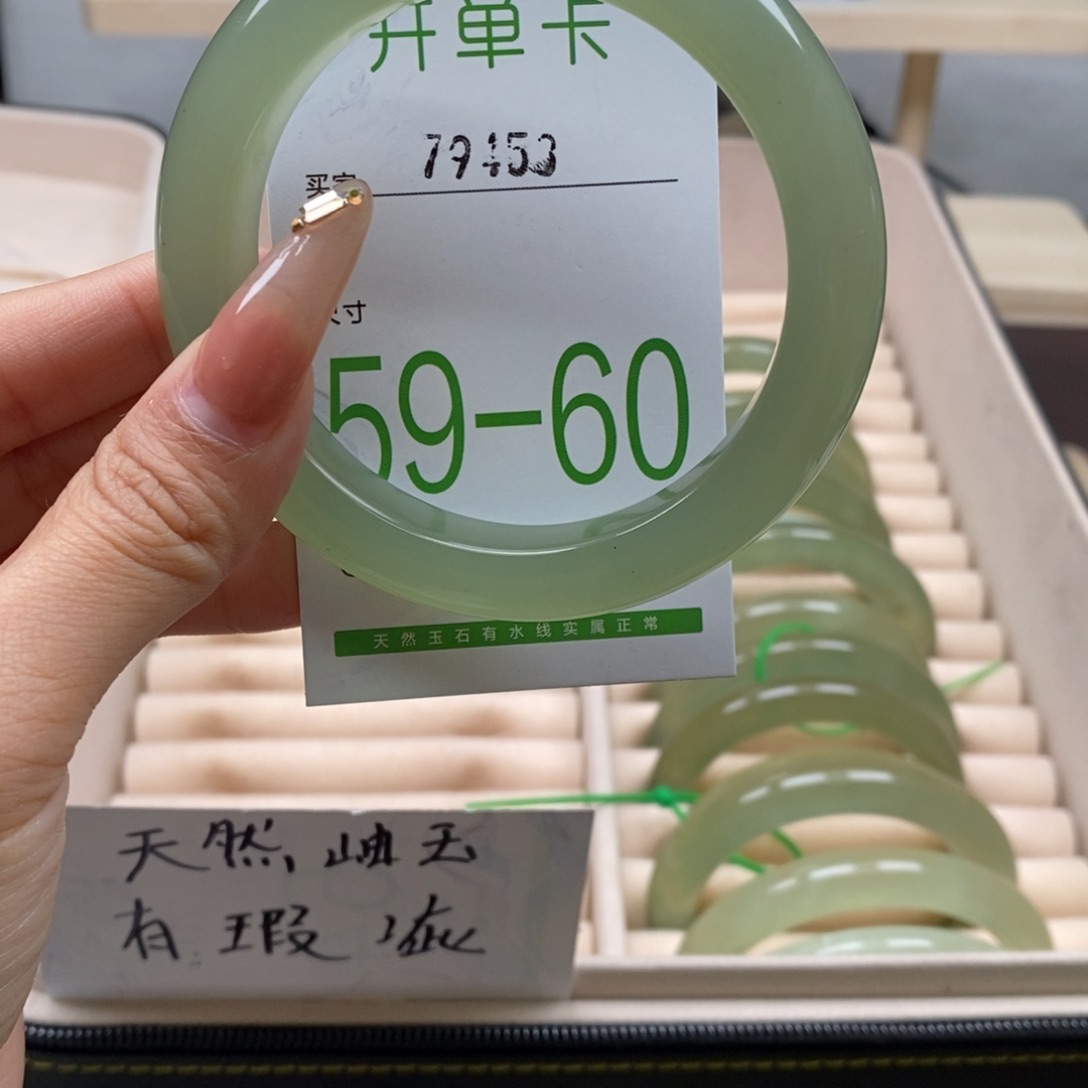 开单卡
买家 79453
尺寸
59-60
天然玉石有水线实属正常
天然岫玉
有瑕疵